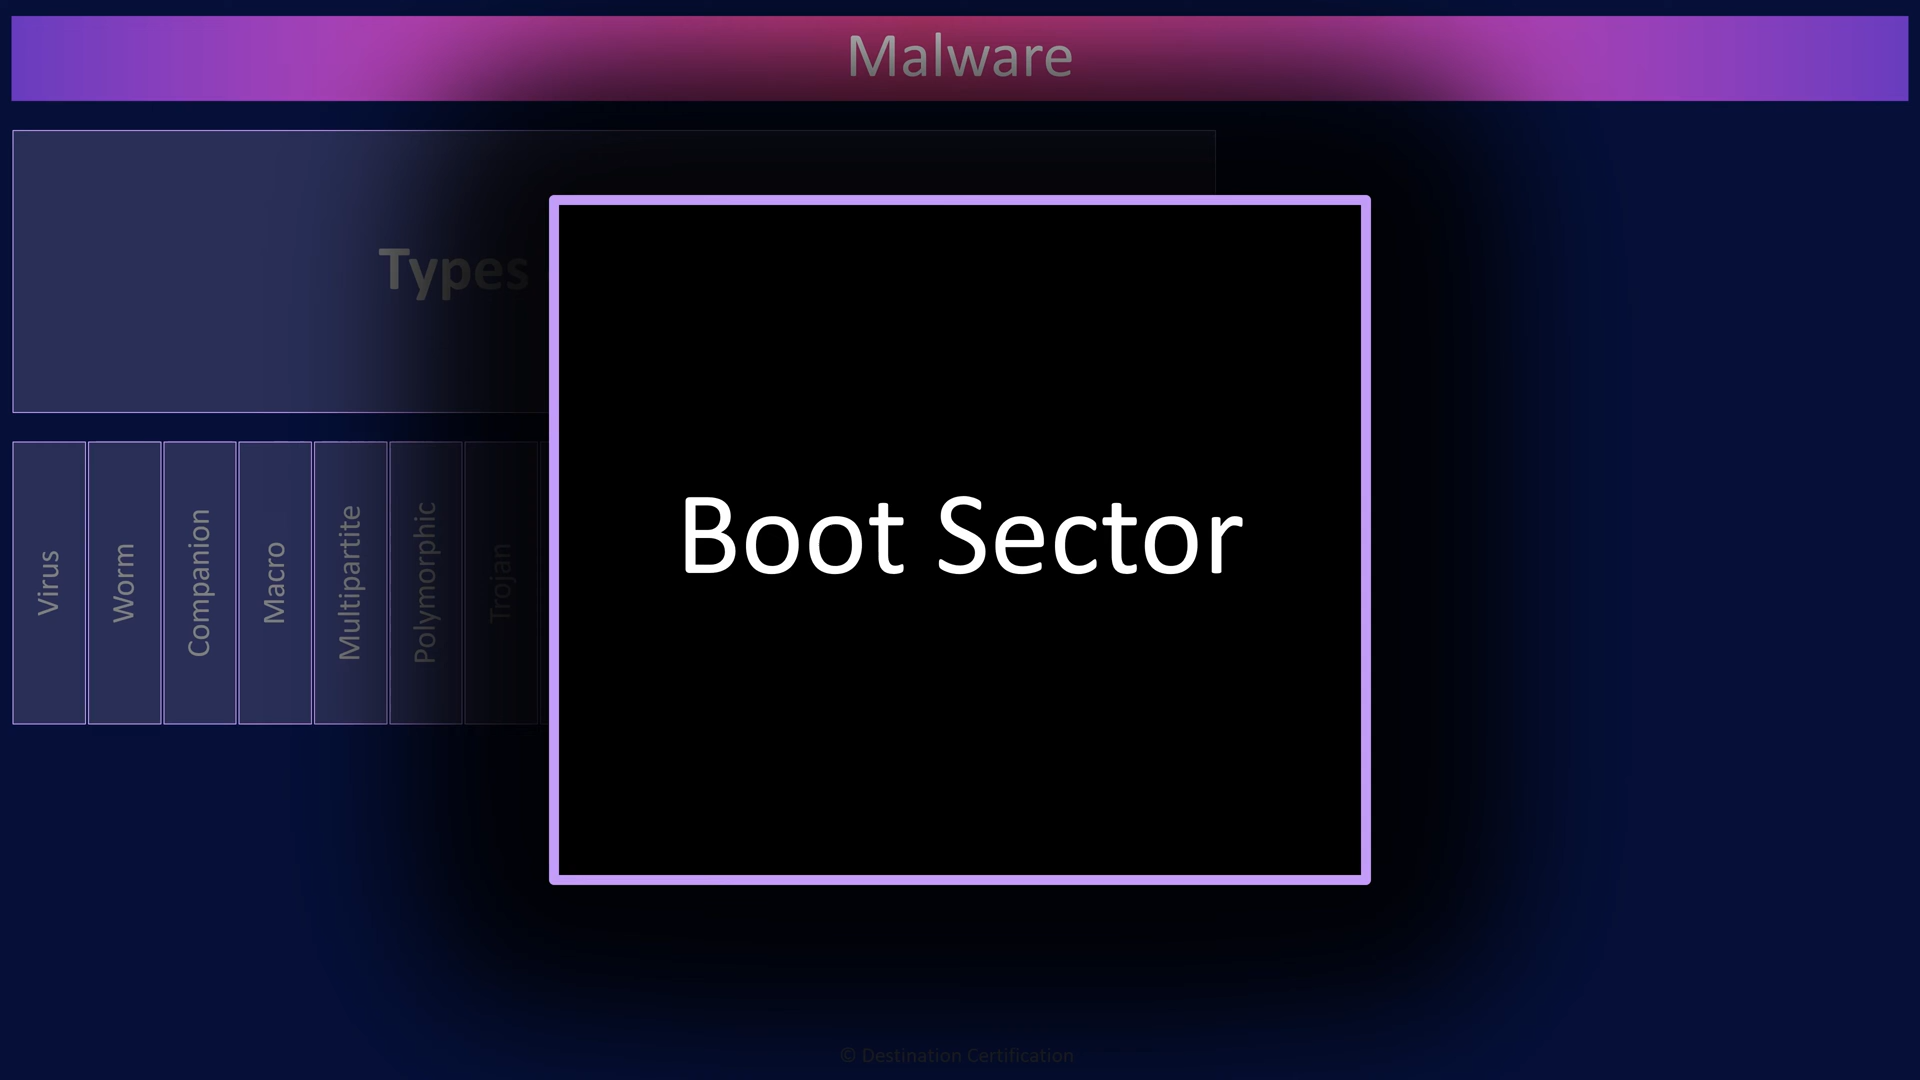 Malware
Types
Virus
Worm
Companion
Macro
Multipartite
Polymorphic
Trojan
Boot Sector
© Destination Certification